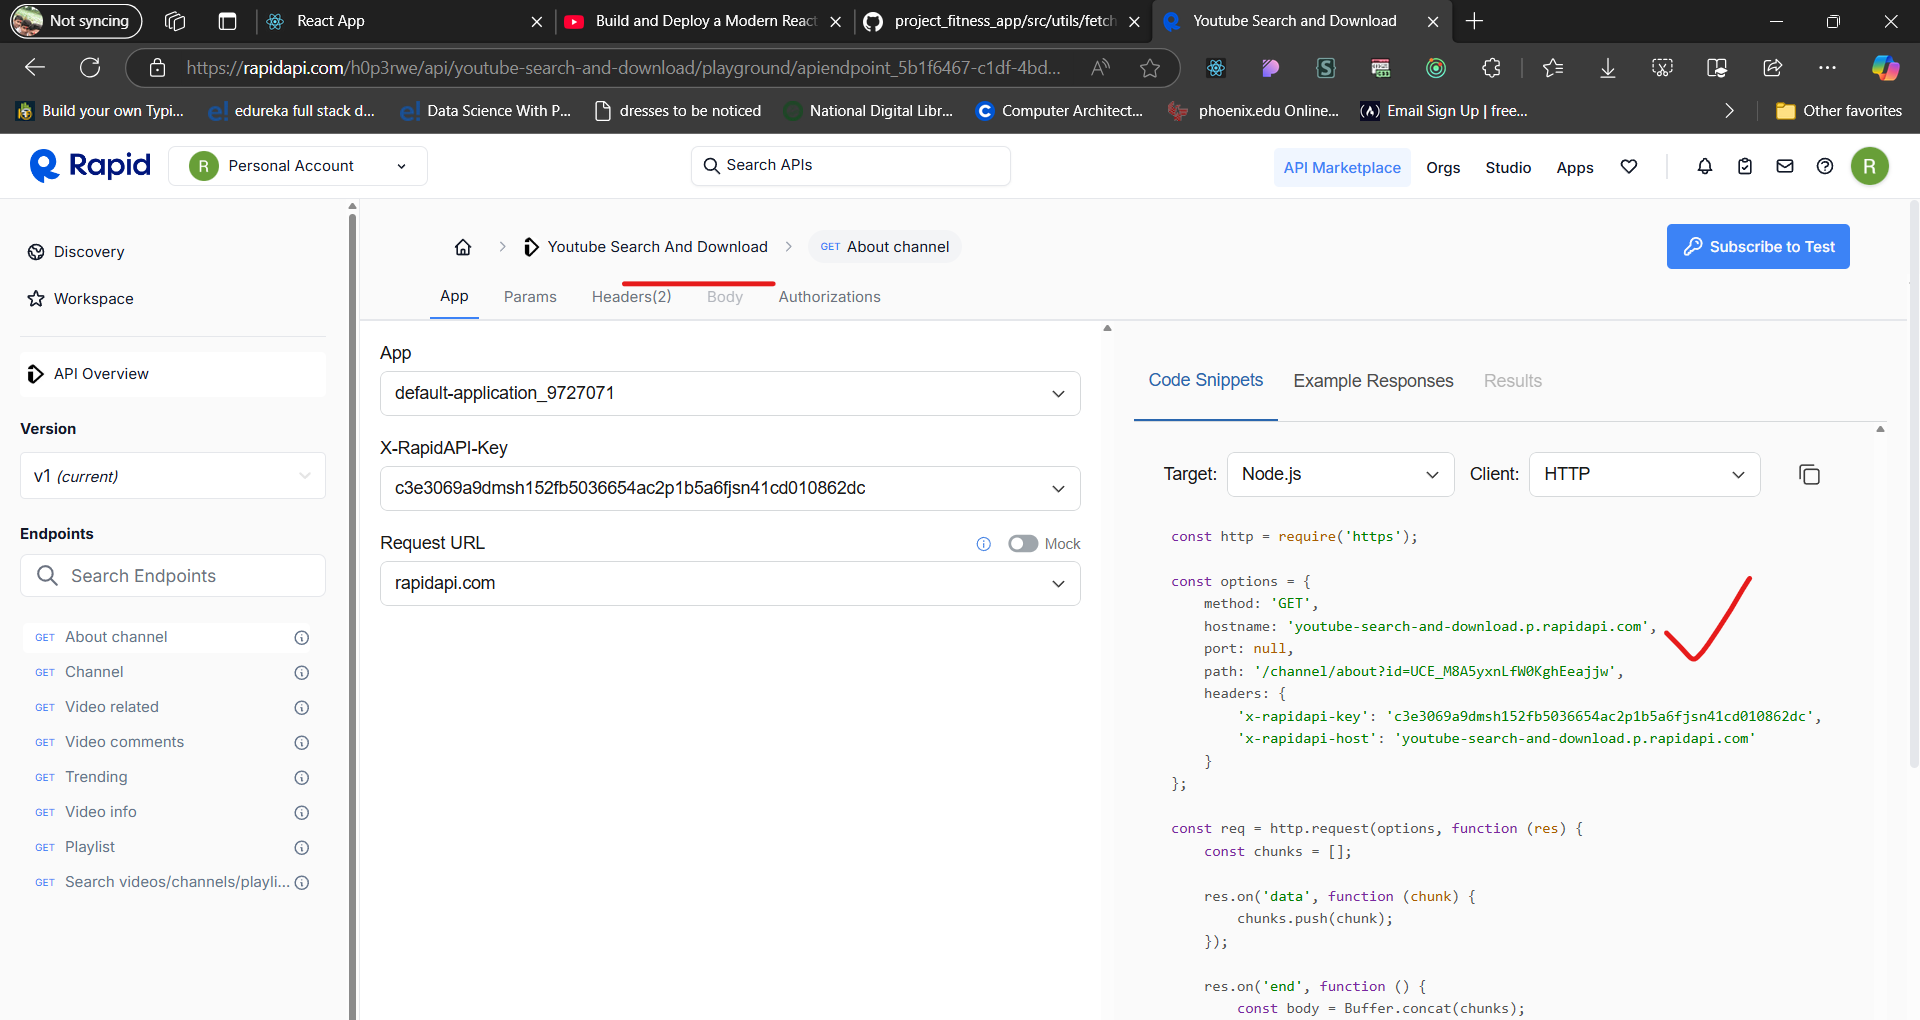 Not syncing
React App
Build and Deploy a Modern React
project_fitness_app/src/utils/fetch
Youtube Search and Download
https://rapidapi.com/h0p3rwe/api/youtube-search-and-download/playground/apiendpoint_5b1f6467-c1df-4bd...
Build your own Typi...
edureka full stack d...
Data Science With P...
dresses to be noticed
National Digital Libr...
Computer Architect...
phoenix.edu Online...
Email Sign Up | free...
Other favorites
Rapid
R
Personal Account
Search APIs
API Marketplace
Orgs
Studio
Apps
R
Discovery
Workspace
API Overview
Version
v1 (current)
Endpoints
Search Endpoints
GET About channel
GET Channel
GET Video related
GET Video comments
GET Trending
GET Video info
GET Playlist
GET Search videos/channels/playli...
Youtube Search And Download
GET About channel
Subscribe to Test
App
Params
Headers(2)
Body
Authorizations
App
default-application_9727071
X-RapidAPI-Key
c3e3069a9dmsh152fb5036654ac2p1b5a6fjsn41cd010862dc
Request URL
Mock
rapidapi.com
Code Snippets
Example Responses
Results
Target:
Node.js
Client:
HTTP
const http = require('https');
const options = {
method: 'GET',
hostname: 'youtube-search-and-download.p.rapidapi.com',
port: null,
path: '/channel/about?id=UCE_M8A5yxnLfW0KghEeajjw',
headers: {
'x-rapidapi-key': 'c3e3069a9dmsh152fb5036654ac2p1b5a6fjsn41cd010862dc',
'x-rapidapi-host': 'youtube-search-and-download.p.rapidapi.com'
}
};
const req = http.request(options, function (res) {
const chunks = [];
res.on('data', function (chunk) {
chunks.push(chunk);
});
res.on('end', function () {
const body = Buffer.concat(chunks);